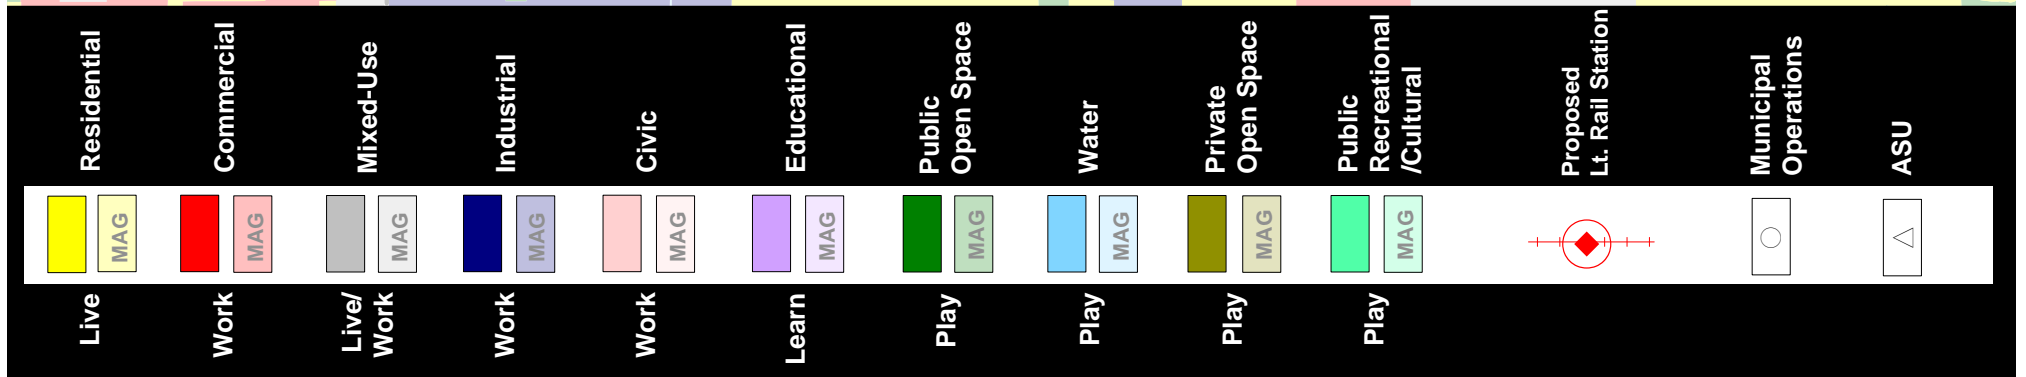 Residential
MAG
Live
Commercial
MAG
Work
Mixed-Use
MAG
Live/
Work
Industrial
MAG
Work
Civic
MAG
Work
Educational
MAG
Learn
Public
Open Space
MAG
Play
Water
MAG
Play
Private
Open Space
MAG
Play
Public
Recreational
/Cultural
MAG
Play
Proposed
Lt. Rail Station
Municipal
Operations
ASU